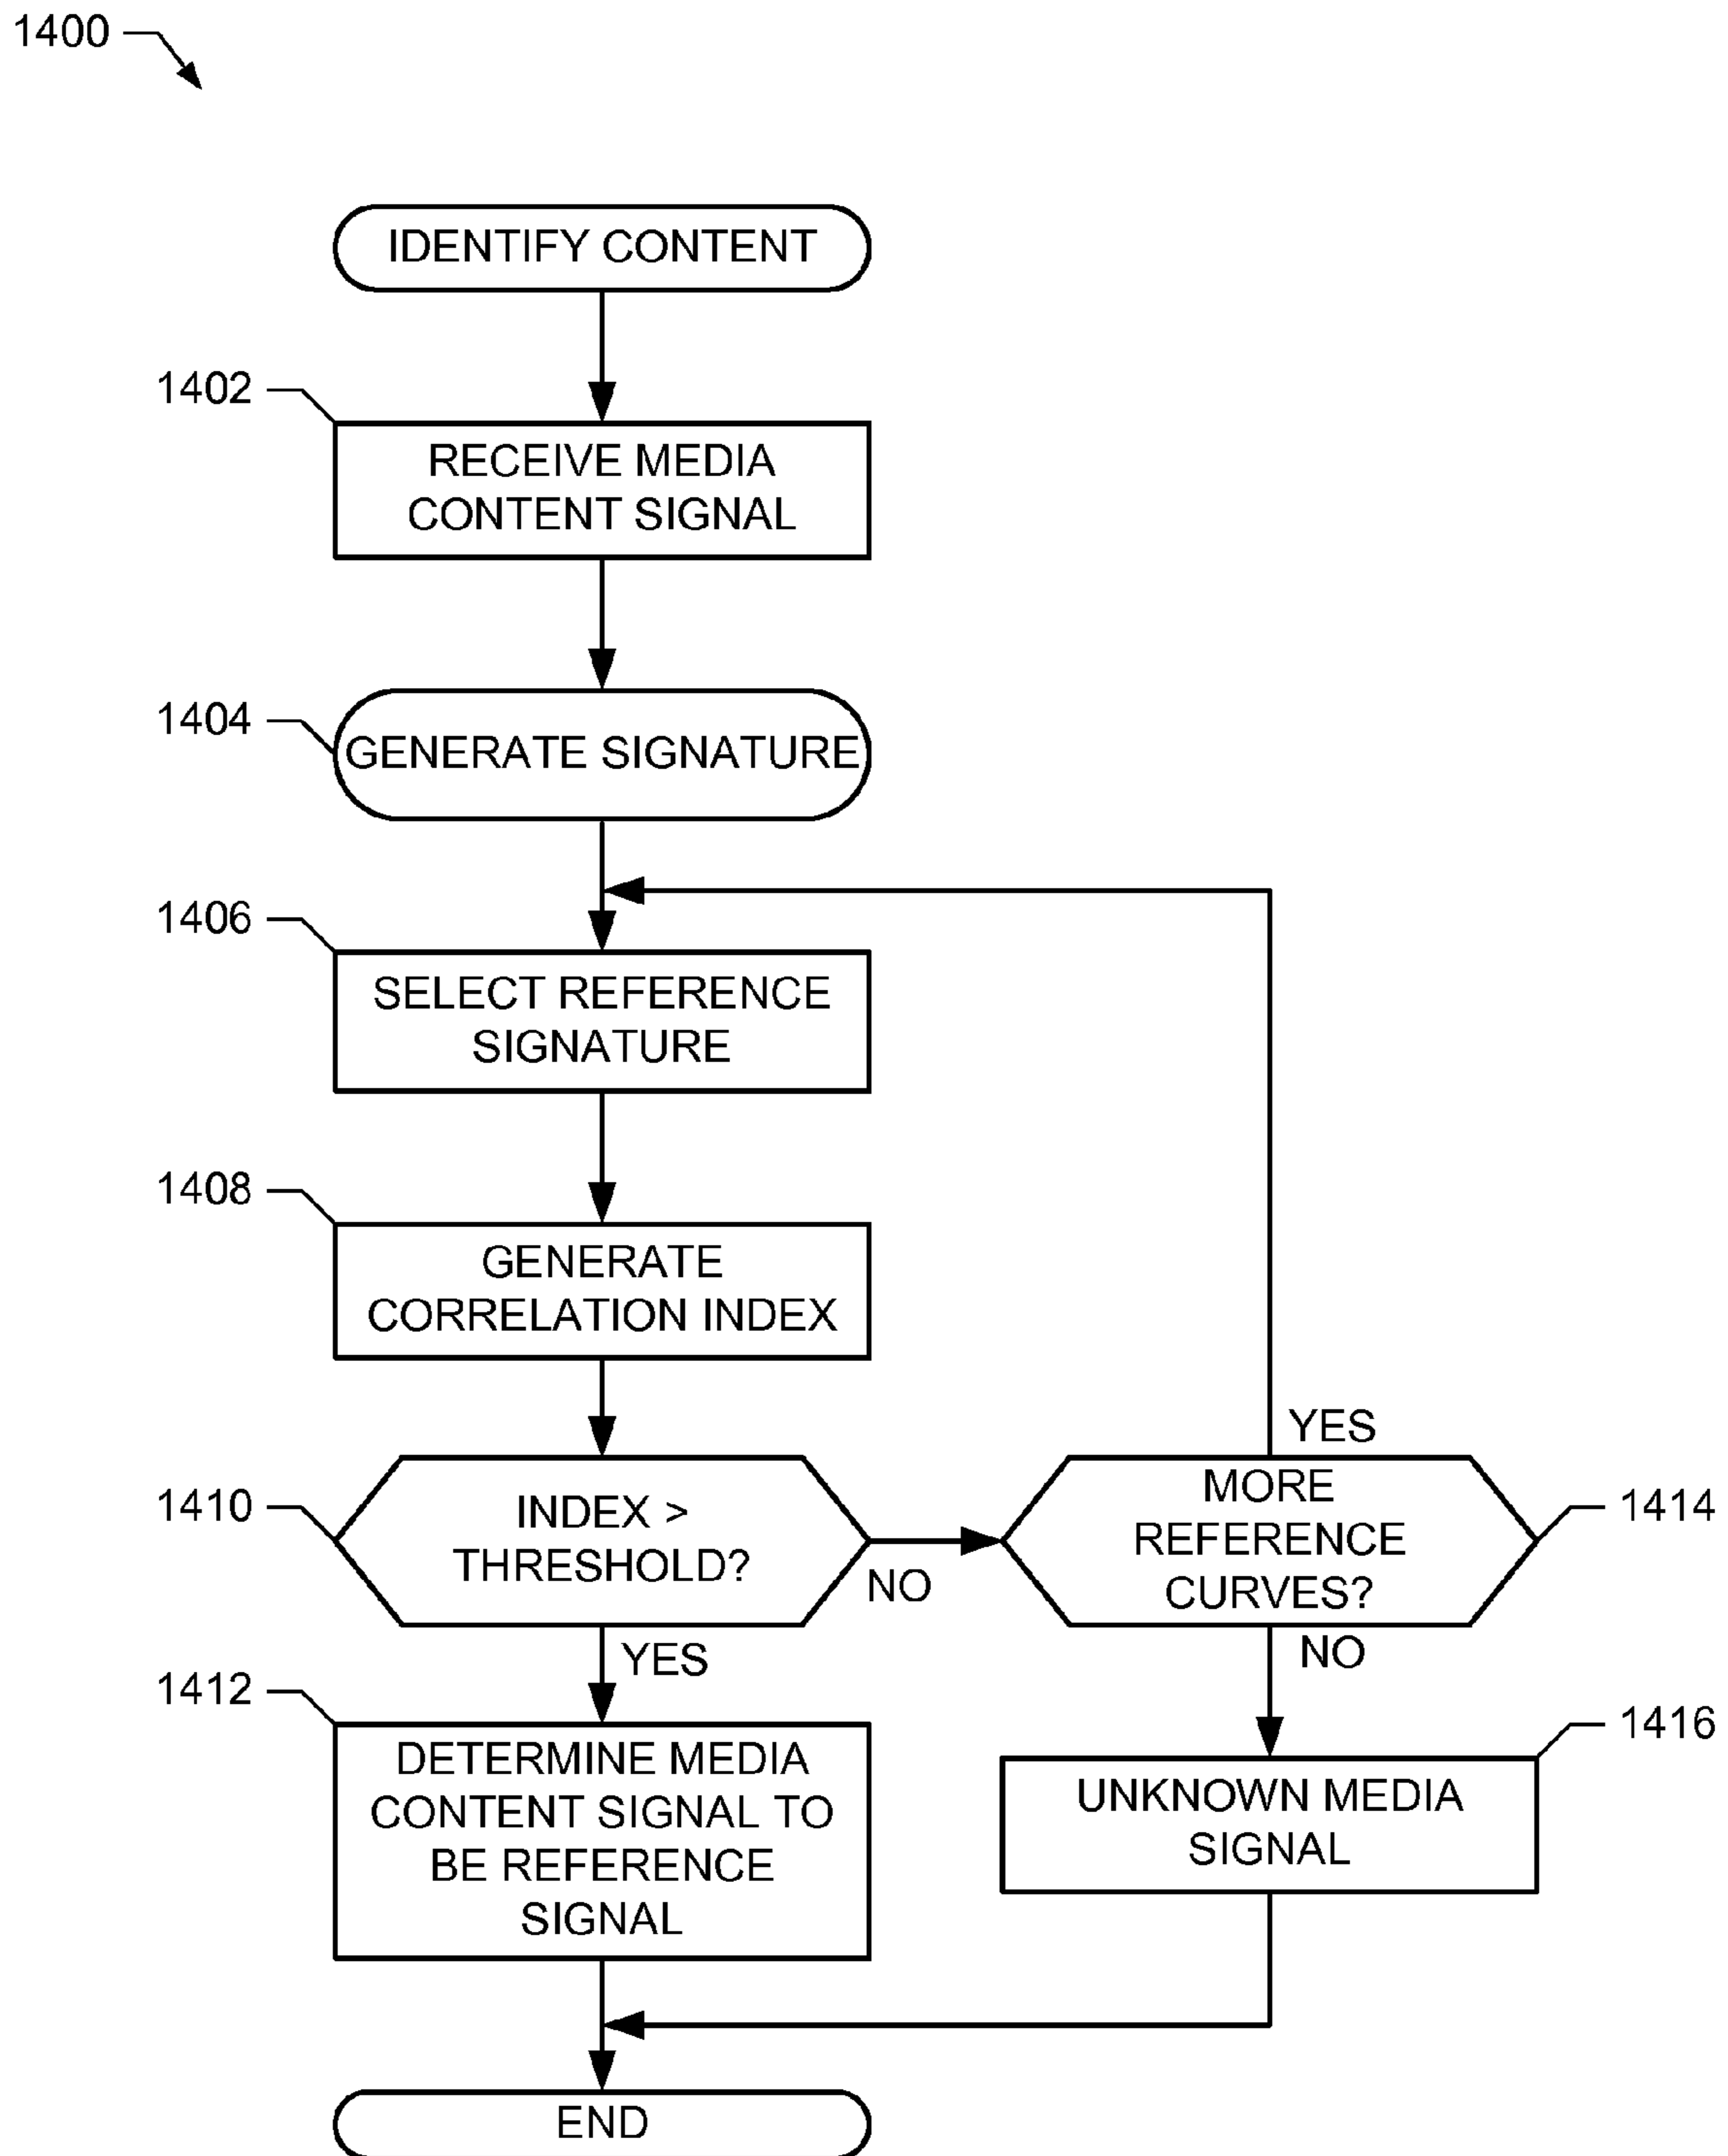 1400
IDENTIFY CONTENT
1402
RECEIVE MEDIA
CONTENT SIGNAL
1404
GENERATE SIGNATURE
1406
SELECT REFERENCE
SIGNATURE
1408
GENERATE
CORRELATION INDEX
1410
INDEX >
THRESHOLD?
NO
YES
YES
MORE
REFERENCE
CURVES?
1414
NO
1412
DETERMINE MEDIA
CONTENT SIGNAL TO
BE REFERENCE
SIGNAL
1416
UNKNOWN MEDIA
SIGNAL
END